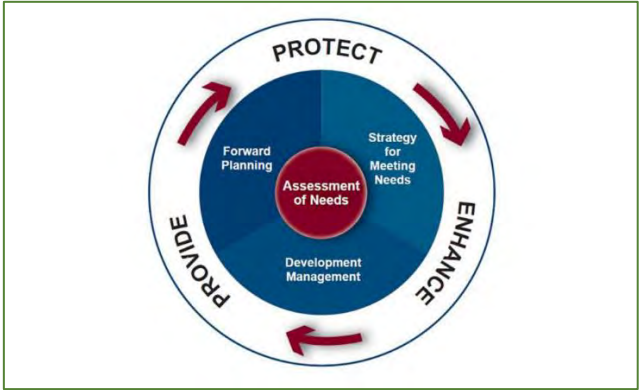 PROTECT
Forward
Planning
Strategy
for
Meeting
Needs
Assessment
of Needs
Development
Management
PROVIDE
ENHANCE